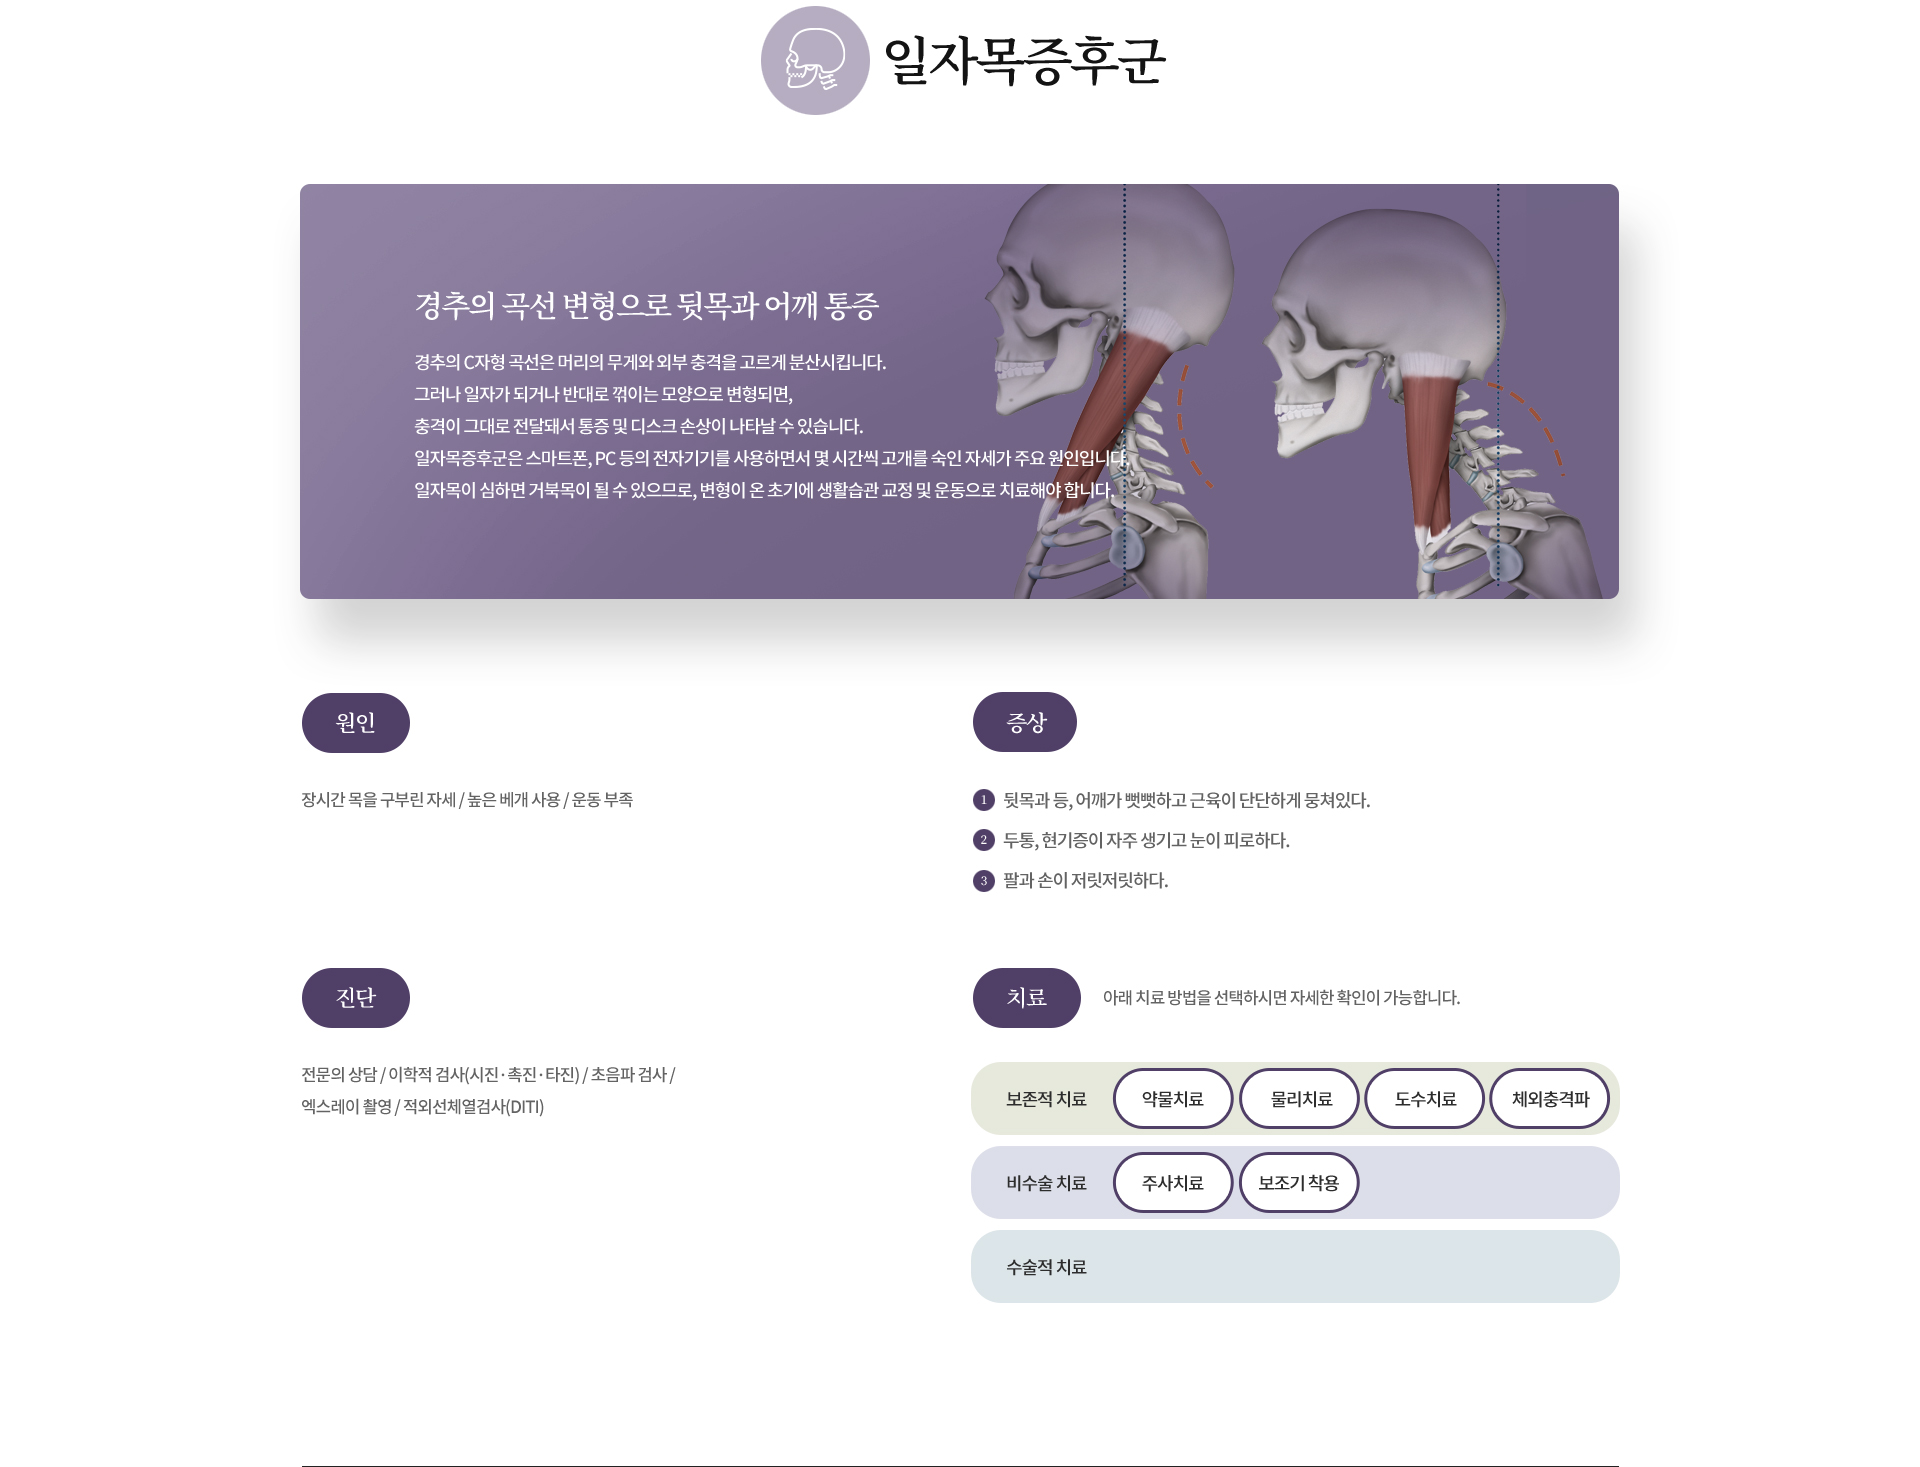 일자목증후군
경추의 곡선 변형으로 뒷목과 어깨 통증
경추의 C자형 곡선은 머리의 무게와 외부 충격을 고르게 분산시킵니다.
그러나 일자가 되거나 반대로 꺾이는 모양으로 변형되면,
충격이 그대로 전달돼서 통증 및 디스크 손상이 나타날 수 있습니다.
일자목증후군은 스마트폰, PC 등의 전자기기를 사용하면서 몇 시간씩 고개를 숙인 자세가 주요 원인입니다.
일자목이 심하면 거북목이 될 수 있으므로, 변형이 온 초기에 생활습관 교정 및 운동으로 치료해야 합니다.
원인
장시간 목을 구부린 자세 / 높은 베개 사용 / 운동 부족
증상
1 뒷목과 등, 어깨가 뻣뻣하고 근육이 단단하게 뭉쳐있다.
2 두통, 현기증이 자주 생기고 눈이 피로하다.
3 팔과 손이 저릿저릿하다.
진단
전문의 상담 / 이학적 검사(시진·촉진·타진) / 초음파 검사 /
엑스레이 촬영 / 적외선체열검사(DITI)
치료 아래 치료 방법을 선택하시면 자세한 확인이 가능합니다.
보존적 치료 약물치료 물리치료 도수치료 체외충격파
비수술 치료 주사치료 보조기 착용
수술적 치료